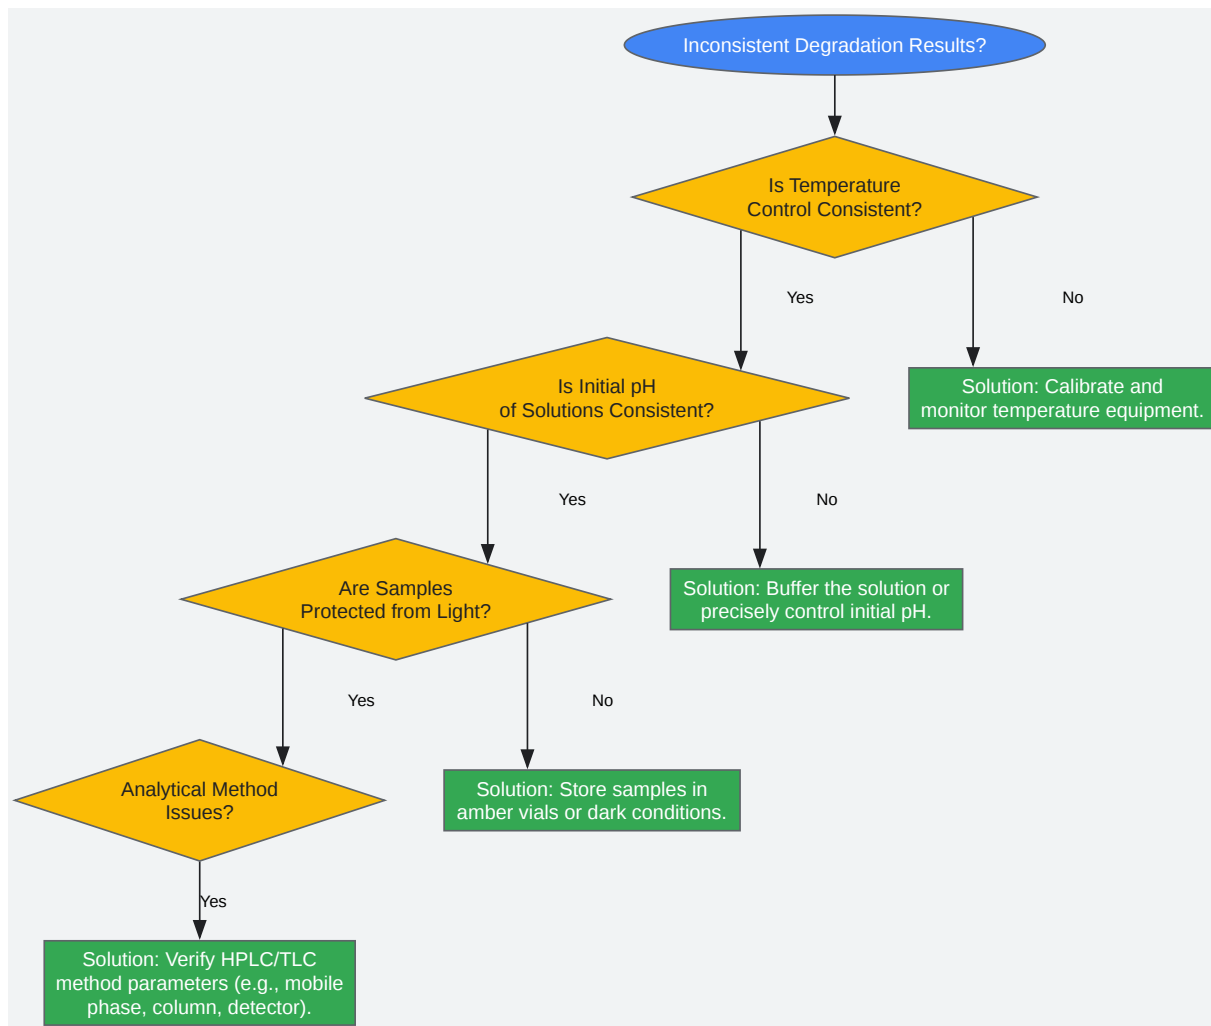 Inconsistent Degradation Results?
Is Temperature
Control Consistent?
Yes
No
Is Initial pH
of Solutions Consistent?
Solution: Calibrate and
monitor temperature equipment.
Yes
No
Are Samples
Protected from Light?
Solution: Buffer the solution or
precisely control initial pH.
Yes
No
Analytical Method
Issues?
Solution: Store samples in
amber vials or dark conditions.
Yes
Solution: Verify HPLC/TLC
method parameters (e.g., mobile
phase, column, detector).